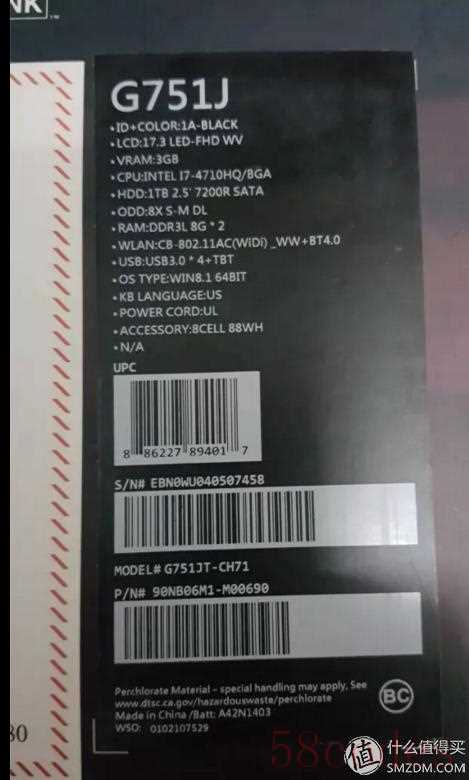 NK
G751J
•ID+COLOR:1A-BLACK
•LCD:17.3 LED-FHD WV
•VRAM:3GB
•CPU:INTEL I7-4710HQ/BGA
•HDD:1TB 2.5' 7200R SATA
•ODD:8X S-M DL
•RAM:DDR3L 8G * 2
•WLAN:CB-802.11AC(WiDi) _WW+BT4.0
•USB:USB3.0 * 4+TBT
•OS TYPE:WIN8.1 64BIT
•KB LANGUAGE:US
•POWER CORD:UL
•ACCESSORY:8CELL 88WH
•N/A
UPC
8 86227 89401 7
S/N# EBN0WU040507458
MODEL# G751JT-CH71
P/N# 90NB06M1-M00690
Perchlorate Material - special handling may apply. See
www.dtsc.ca.gov/hazardouswaste/perchlorate
Made in China /Batt: A42N1403
WSO: 0102107529
BC
80
值 什么值得买
SMZDM.COM